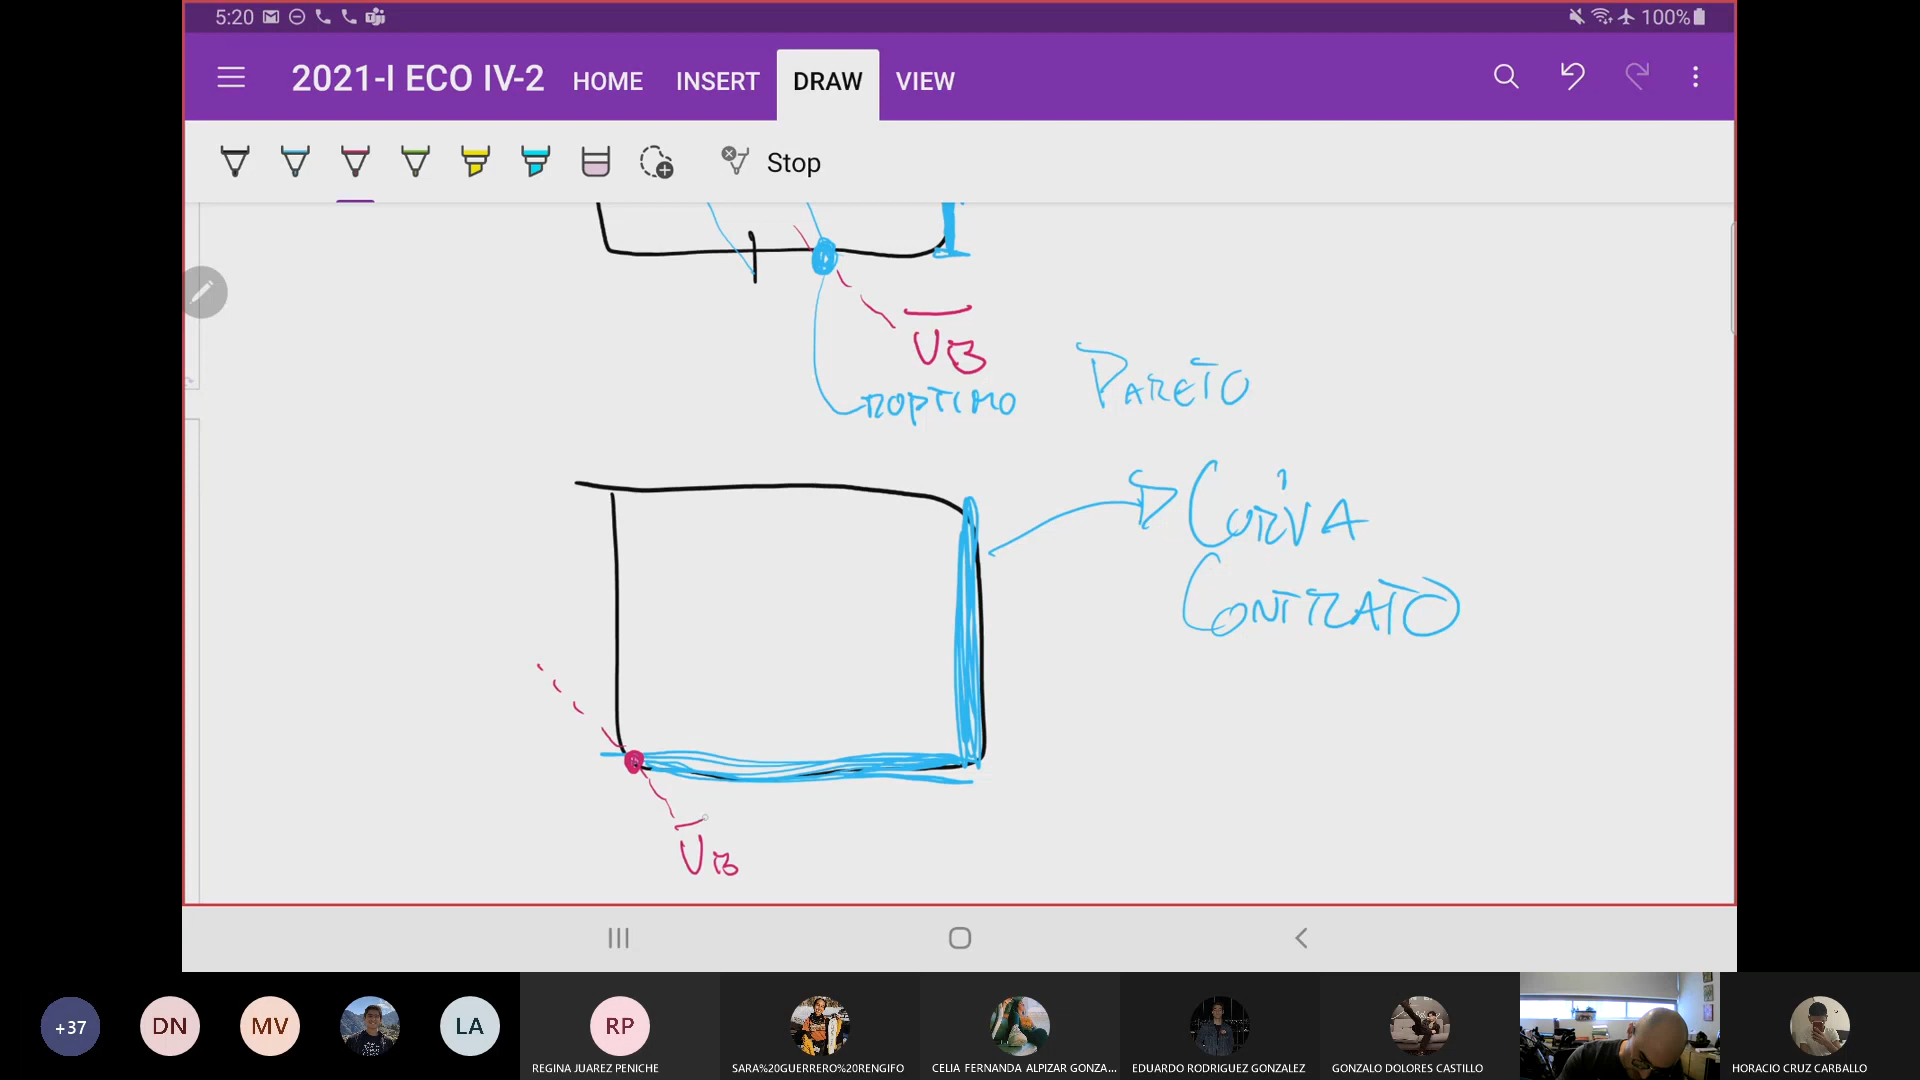 5:20 100%
2021-I ECO IV-2 HOME INSERT DRAW VIEW
Stop
UB
ÓPTIMO PARETO
CURVA
CONTRATO
UB
+37 DN MV LA RP
REGINA JUAREZ PENICHE SARA%20GUERRERO%20RENGIFO CELIA FERNANDA ALPIZAR GONZA... EDUARDO RODRIGUEZ GONZALEZ GONZALO DOLORES CASTILLO HORACIO CRUZ CARBALLO